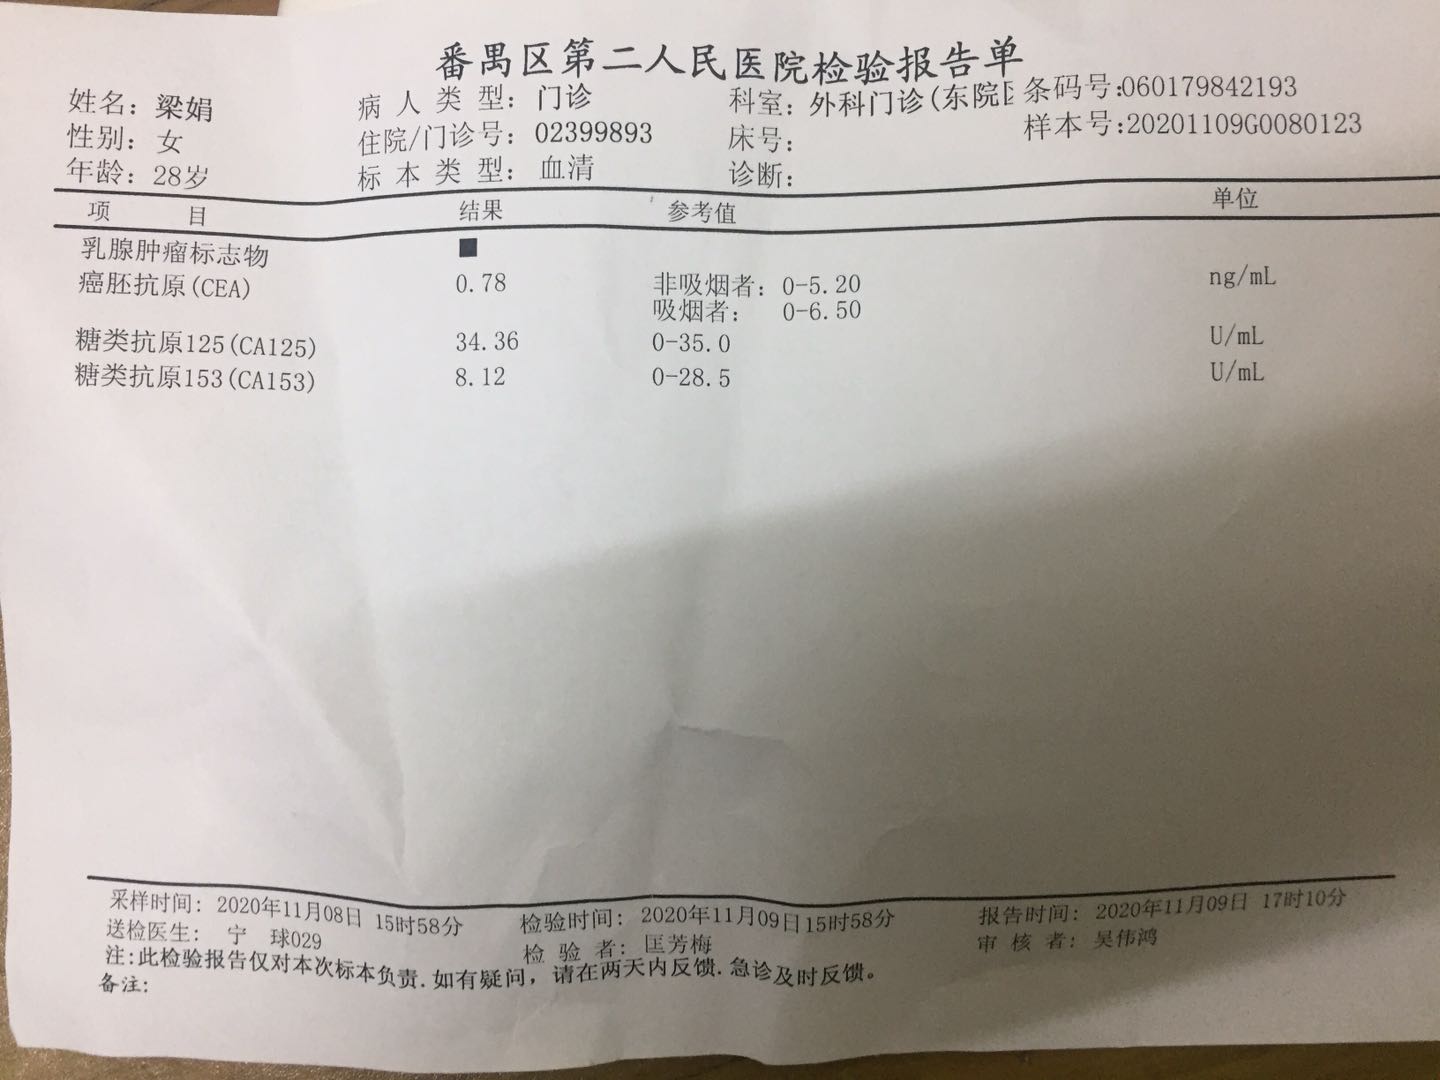 番禺区第二人民医院检验报告单
姓名：梁娟 病人类型：门诊 科室：外科门诊(东院 条码号:060179842193
性别：女 住院/门诊号：02399893 床号： 样本号:20201109G0080123
年龄：28岁 标本类型：血清 诊断：
项目 结果 参考值 单位
乳腺肿瘤标志物 ■
癌胚抗原(CEA) 0.78 非吸烟者：0-5.20 ng/mL
吸烟者： 0-6.50
糖类抗原125(CA125) 34.36 0-35.0 U/mL
糖类抗原153(CA153) 8.12 0-28.5 U/mL
采样时间：2020年11月08日 15时58分 检验时间：2020年11月09日15时58分 报告时间：2020年11月09日 17时10分
送检医生：宁 球029 检验者：匡芳梅 审核者：吴伟鸿
注:此检验报告仅对本次标本负责.如有疑问，请在两天内反馈.急诊及时反馈。
备注: